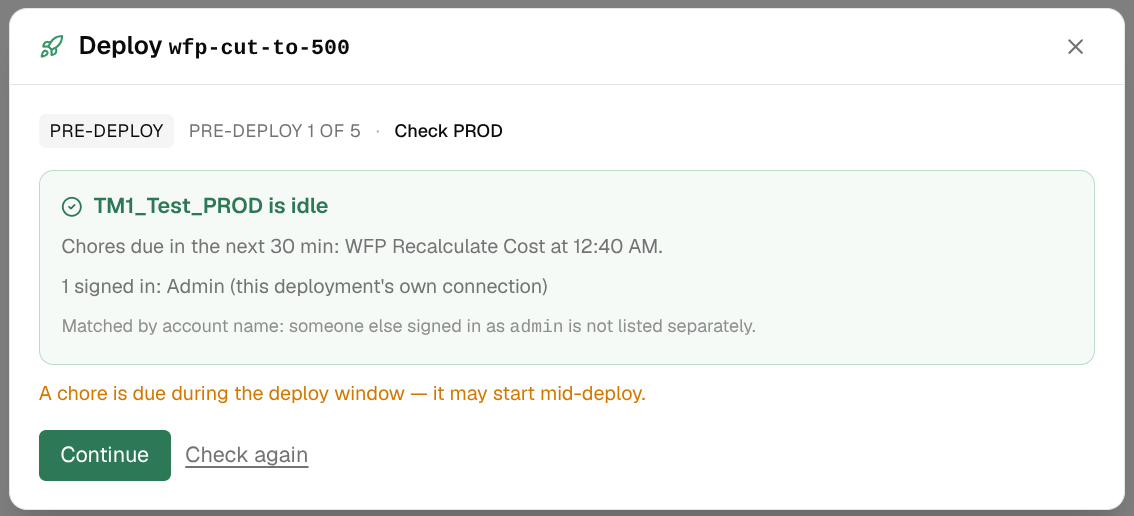 Deploy wfp-cut-to-500
PRE-DEPLOY PRE-DEPLOY 1 OF 5 · Check PROD
TM1_Test_PROD is idle
Chores due in the next 30 min: WFP Recalculate Cost at 12:40 AM.
1 signed in: Admin (this deployment's own connection)
Matched by account name: someone else signed in as admin is not listed separately.
A chore is due during the deploy window — it may start mid-deploy.
Continue Check again